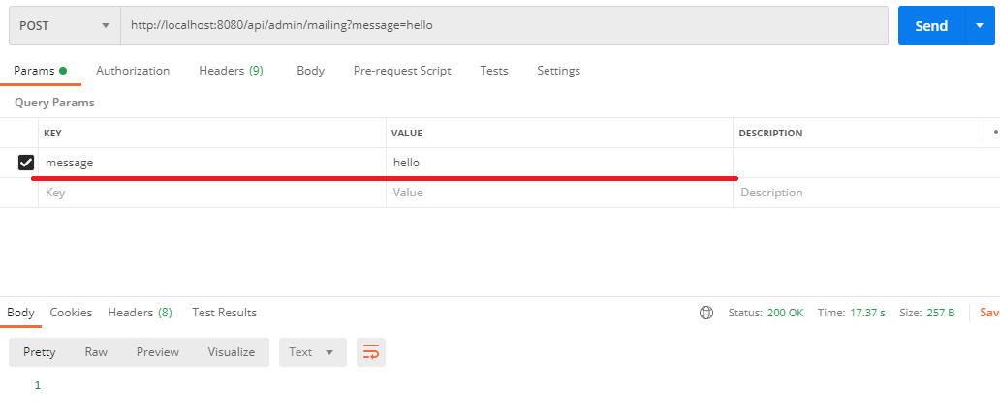 POST http://localhost:8080/api/admin/mailing?message=hello Send
Params Authorization Headers (9) Body Pre-request Script Tests Settings
Query Params
KEY VALUE DESCRIPTION
message hello
Key Value Description
Body Cookies Headers (8) Test Results Status: 200 OK Time: 17.37 s Size: 257 B Sav
Pretty Raw Preview Visualize Text
1